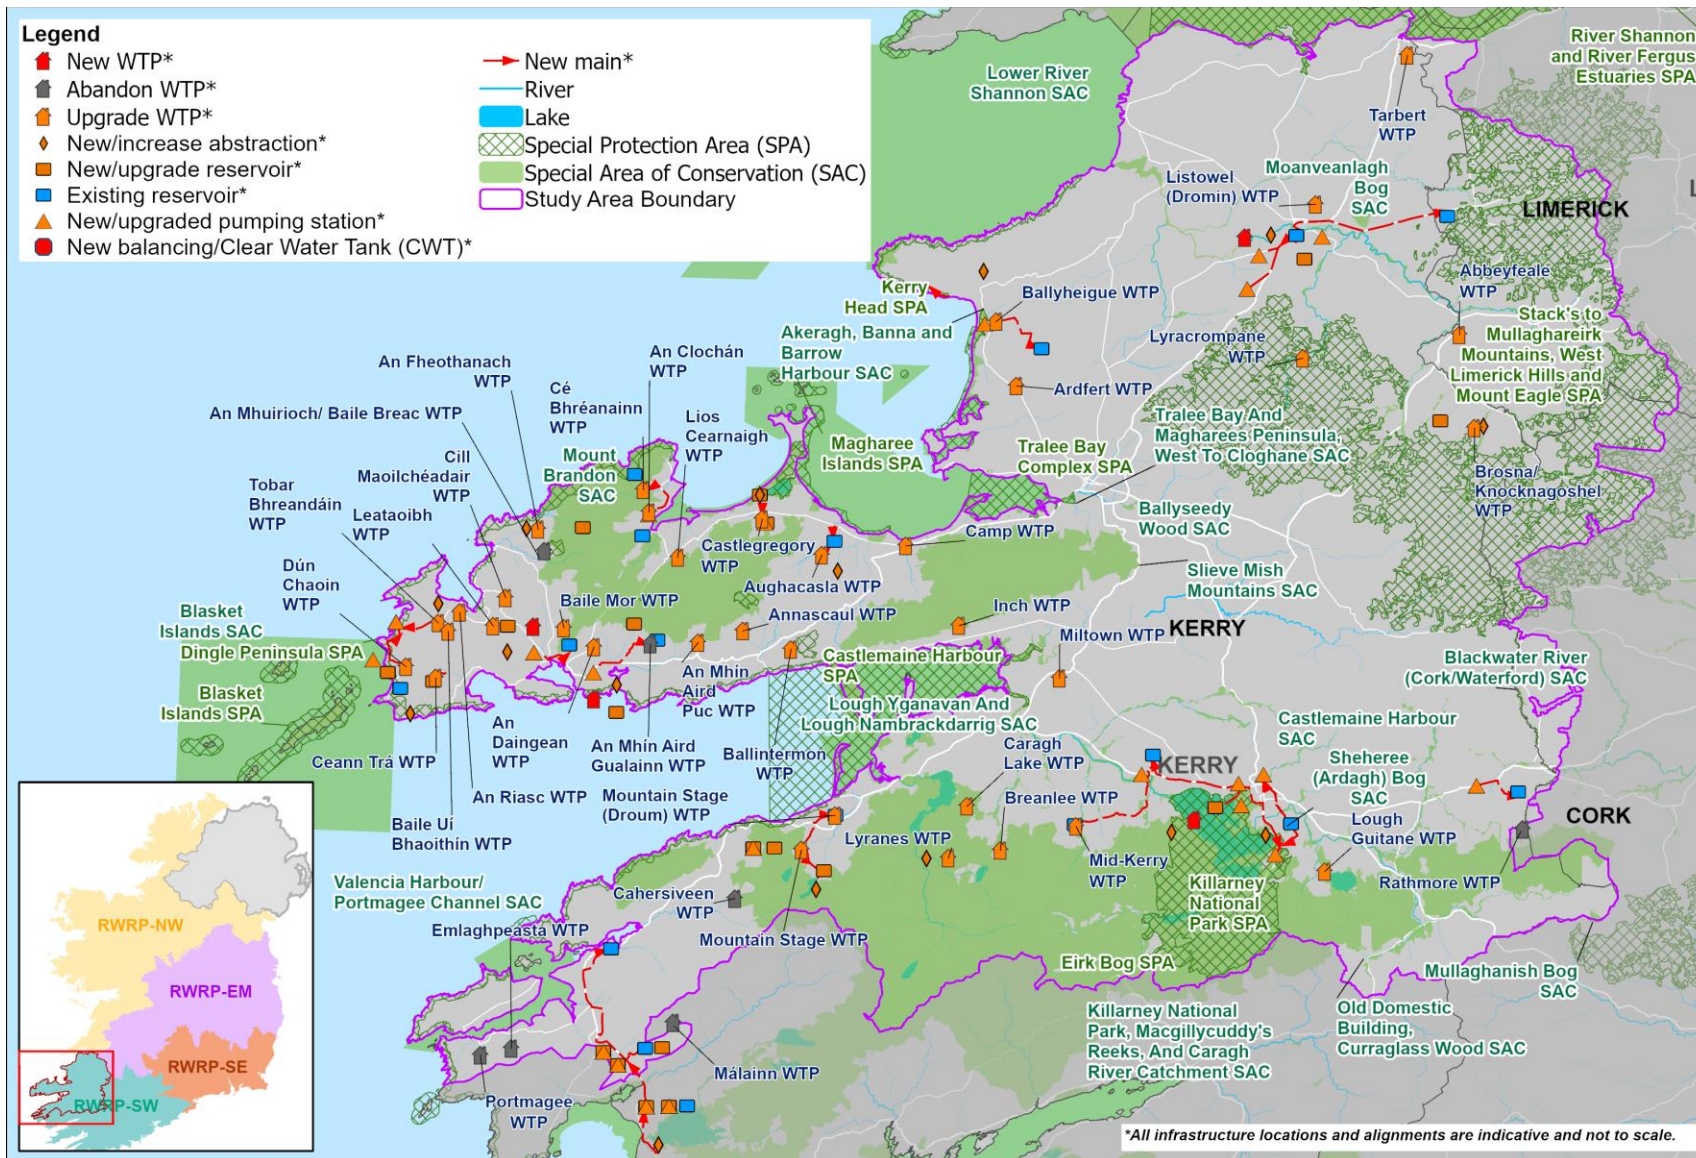 Legend
New WTP*
Abandon WTP*
Upgrade WTP*
New/increase abstraction*
New/upgrade reservoir*
Existing reservoir*
New/upgraded pumping station*
New balancing/Clear Water Tank (CWT)*
New main*
River
Lake
Special Protection Area (SPA)
Special Area of Conservation (SAC)
Study Area Boundary
Lower River
Shannon SAC
River Shannon
and River Fergus
Estuaries SPA
Tarbert
WTP
Moanveanlagh
Bog
SAC
Listowel
(Dromin) WTP
LIMERICK
L
Kerry
Head SPA
Ballyheigue WTP
Abbeyfeale
WTP
Akeragh, Banna and
Barrow
Harbour SAC
Lyracrompane
WTP
Stack's to
Mullaghareirk
Mountains, West
Limerick Hills and
Mount Eagle SPA
Ardfert WTP
An Fheothanach
WTP
An Clochán
WTP
An Mhuirioch/ Baile Breac WTP
Cé
Bhréanainn
WTP
Lios
Cearnaigh
WTP
Magharee
Islands SPA
Tralee Bay
Complex SPA
Tralee Bay And
Magharees Peninsula,
West To Cloghane SAC
Cill
Maoilchéadair
WTP
Mount
Brandon
SAC
Tobar
Bhreandáin
WTP
Leataoibh
WTP
Brosna/
Knocknagoshel
WTP
Ballyseedy
Wood SAC
Castlegregory
WTP
Camp WTP
Dún
Chaoin
WTP
Aughacasla WTP
Slieve Mish
Mountains SAC
Blasket
Islands SAC
Baile Mor WTP
Annascaul WTP
Inch WTP
Miltown WTP
KERRY
Dingle Peninsula SPA
Castlemaine Harbour
SPA
Blackwater River
(Cork/Waterford) SAC
Blasket
Islands SPA
An Mhín
Aird
Puc WTP
Lough Yganavan And
Lough Nambrackdarrig SAC
Castlemaine Harbour
SAC
An
Daingean
WTP
An Mhín Aird
Gualainn WTP
Ballintermon
WTP
Caragh
Lake WTP
KERRY
Sheheree
(Ardagh) Bog
SAC
Ceann Trá WTP
An Riasc WTP
Mountain Stage
(Droum) WTP
Breanlee WTP
CORK
Baile Uí
Bhaoithín WTP
Lyranes WTP
Mid-Kerry
WTP
Lough
Guitane WTP
Rathmore WTP
Valencia Harbour/
Portmagee Channel SAC
Cahersiveen
WTP
Killarney
National
Park SPA
Emlaghpeasta WTP
Mountain Stage WTP
Eirk Bog SPA
Mullaghanish Bog
SAC
Killarney National
Park, Macgillycuddy's
Reeks, And Caragh
River Catchment SAC
Old Domestic
Building,
Curraglass Wood SAC
Málainn WTP
Portmagee
WTP
RWRP-NW
RWRP-EM
RWRP-SE
RWRP-SW
*All infrastructure locations and alignments are indicative and not to scale.